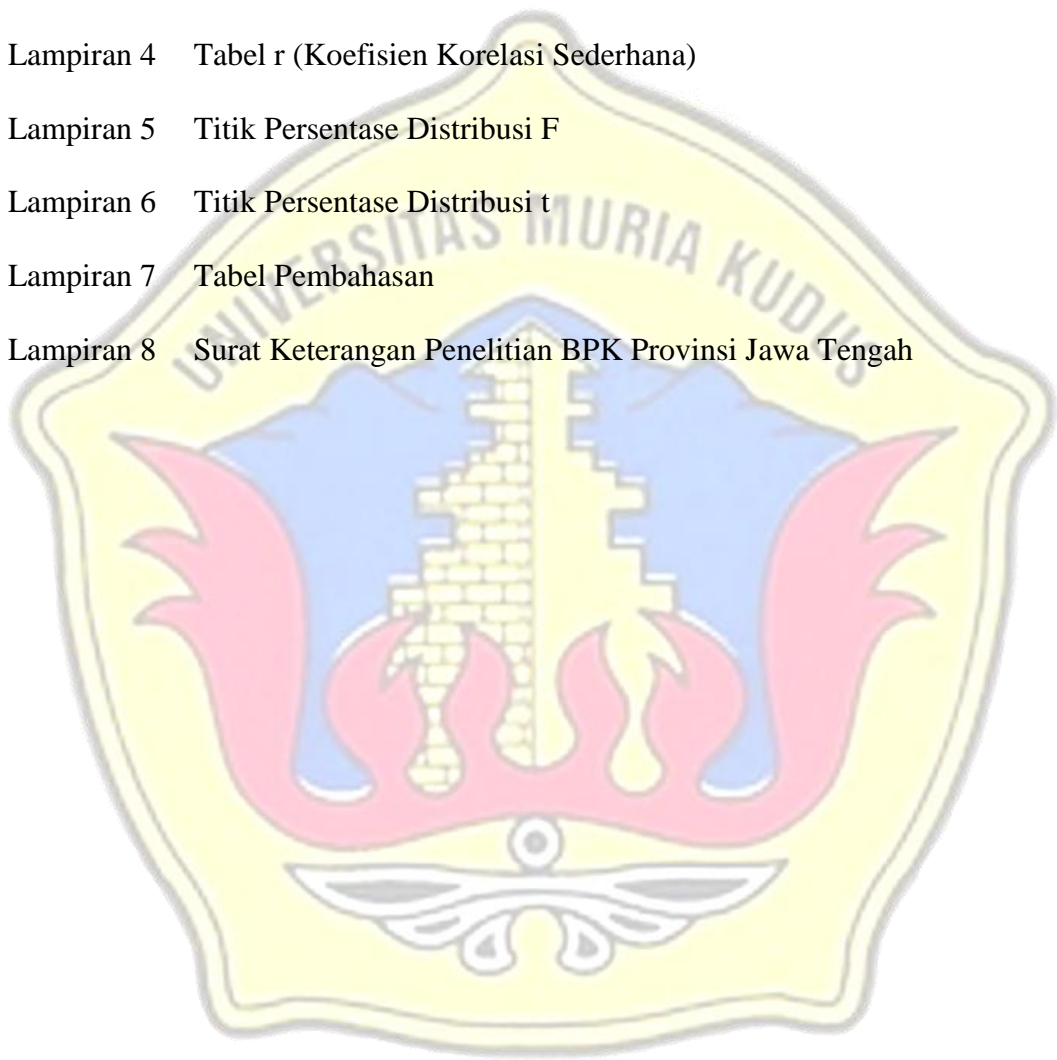 Lampiran 4 Tabel r (Koefisien Korelasi Sederhana)
Lampiran 5 Titik Persentase Distribusi F
Lampiran 6 Titik Persentase Distribusi t
UNIVERSITAS MURIA KUDUS
Lampiran 7 Tabel Pembahasan
Lampiran 8 Surat Keterangan Penelitian BPK Provinsi Jawa Tengah